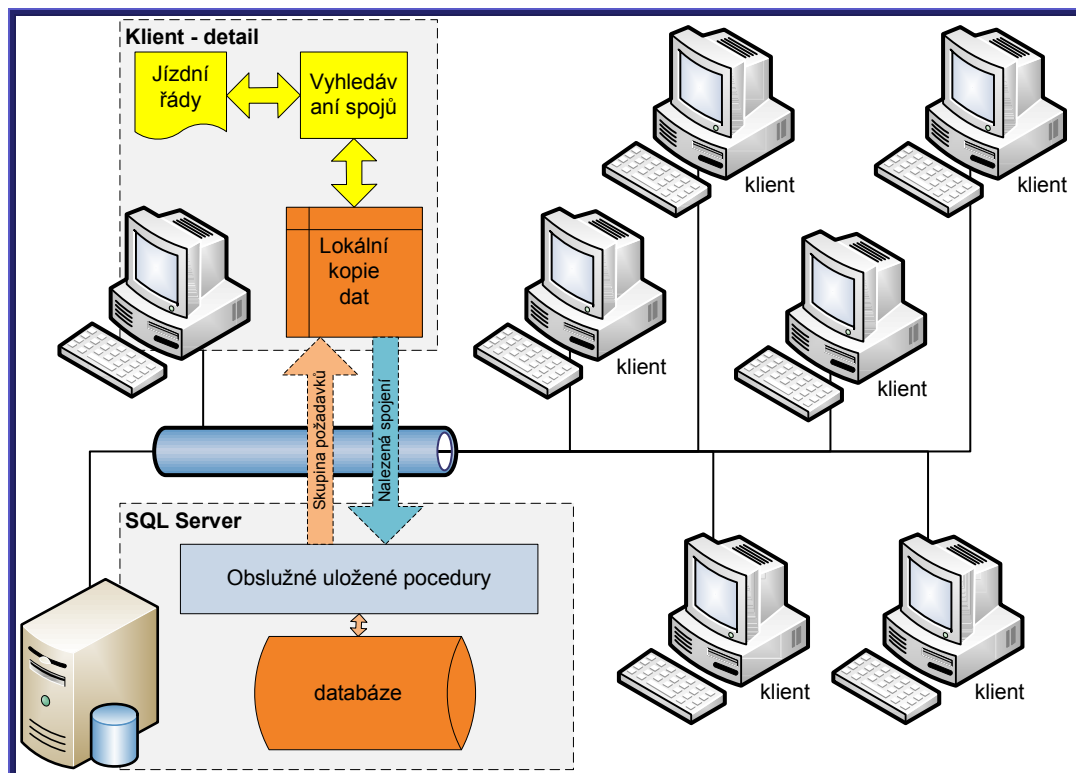 Klient - detail
Jízdní
řády
Vyhledáv
aní spojů
Lokální
kopie
dat
klient
klient
klient
klient
Skupina požadavků
Nalezená spojení
SQL Server
Obslužné uložené pocedury
databáze
klient
klient